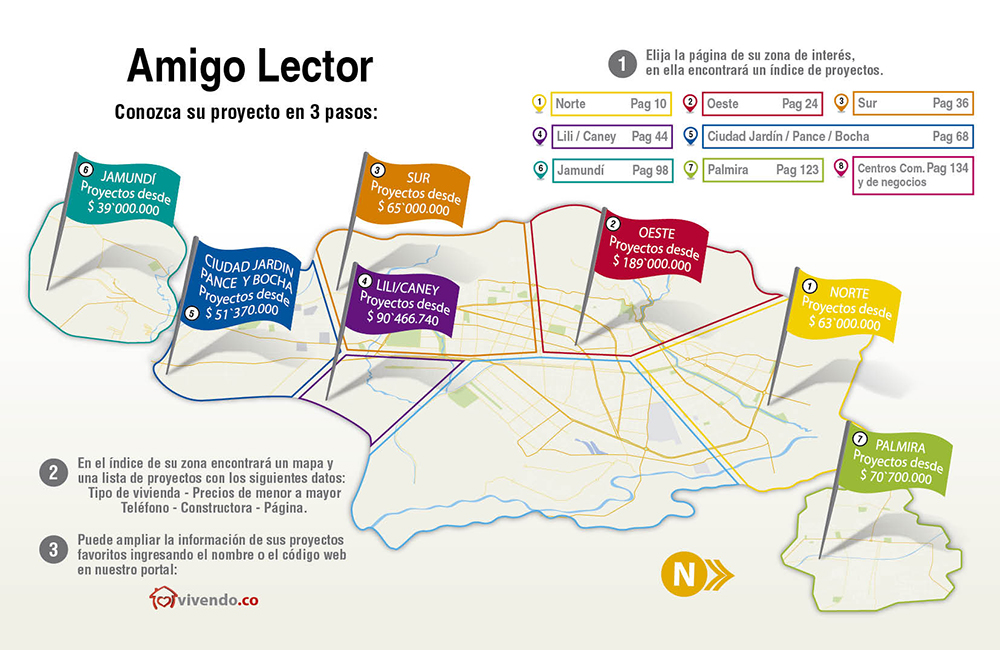 Amigo Lector
Conozca su proyecto en 3 pasos:
1
Elija la página de su zona de interés,
en ella encontrará un índice de proyectos.
1 Norte Pag 10
2 Oeste Pag 24
3 Sur Pag 36
4 Lili / Caney Pag 44
5 Ciudad Jardín / Pance / Bocha Pag 68
6 Jamundí Pag 98
7 Palmira Pag 123
8 Centros Com. Pag 134
y de negocios
6
JAMUNDÍ
Proyectos desde
$ 39`000.000
3
SUR
Proyectos desde
$ 65`000.000
2
OESTE
Proyectos desde
$ 189`000.000
CIUDAD JARDIN
PANCE Y BOCHA
Proyectos desde
5 $ 51`370.000
4
LILI/CANEY
Proyectos desde
$ 90`466.740
1
NORTE
Proyectos desde
$ 63`000.000
7
PALMIRA
Proyectos desde
$ 70`700.000
2
En el índice de su zona encontrará un mapa y
una lista de proyectos con los siguientes datos:
Tipo de vivienda - Precios de menor a mayor
Teléfono - Constructora - Página.
3
Puede ampliar la información de sus proyectos
favoritos ingresando el nombre o el código web
en nuestro portal:
vivendo.co
N